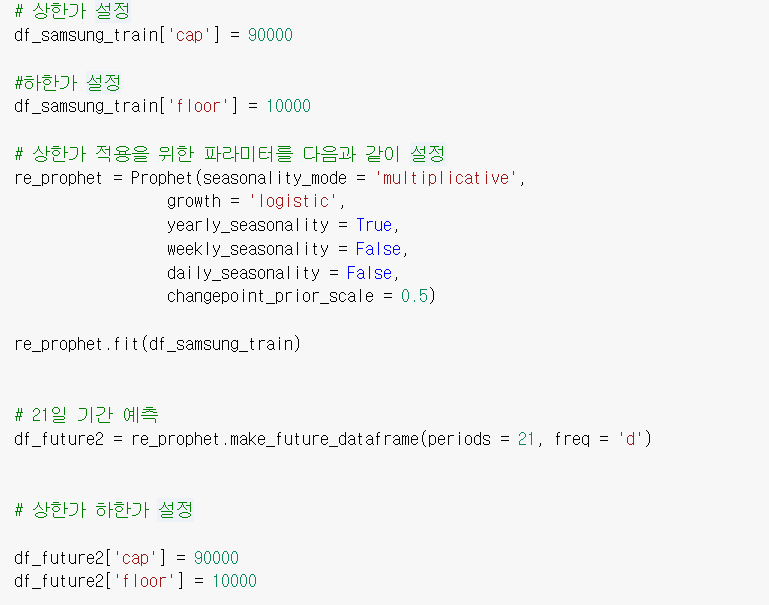 # 상한가 설정
df_samsung_train['cap'] = 90000
#하한가 설정
df_samsung_train['floor'] = 10000
# 상한가 적용을 위한 파라미터를 다음과 같이 설정
re_prophet = Prophet(seasonality_mode = 'multiplicative',
growth = 'logistic',
yearly_seasonality = True,
weekly_seasonality = False,
daily_seasonality = False,
changepoint_prior_scale = 0.5)
re_prophet.fit(df_samsung_train)
# 21일 기간 예측
df_future2 = re_prophet.make_future_dataframe(periods = 21, freq = 'd')
# 상한가 하한가 설정
df_future2['cap'] = 90000
df_future2['floor'] = 10000